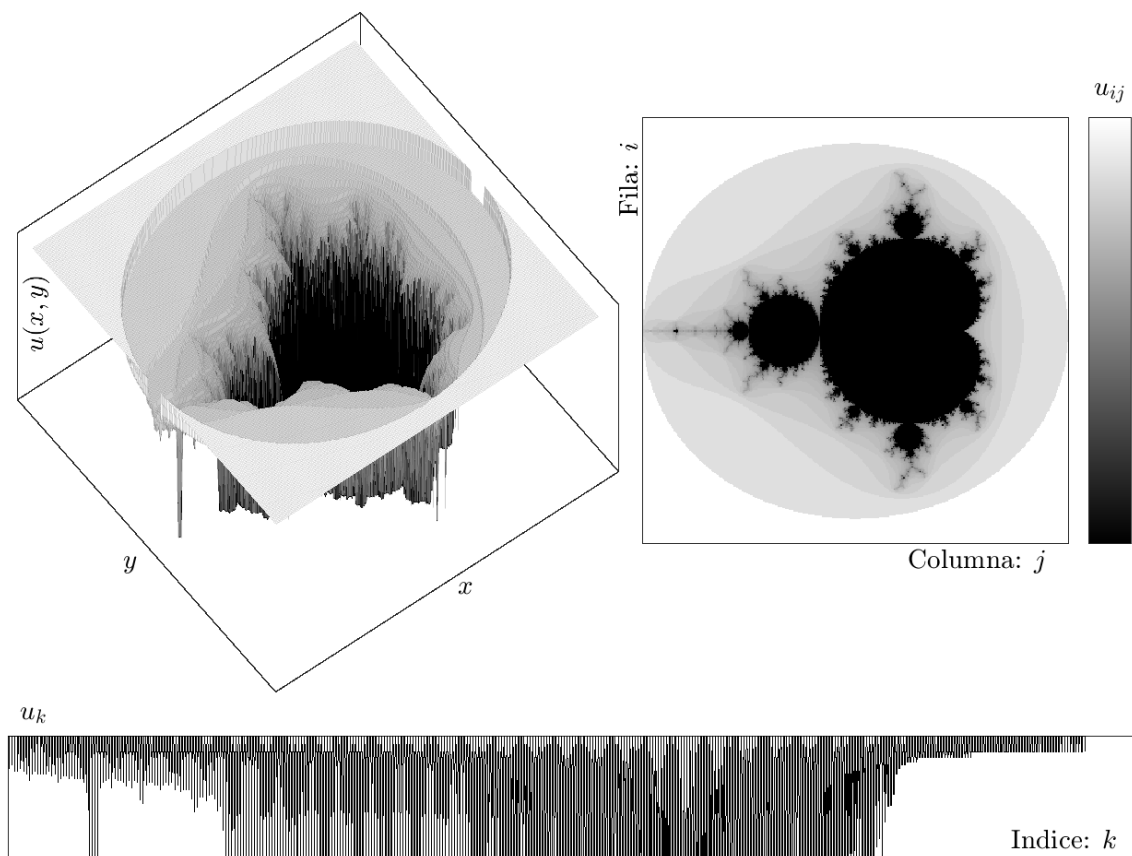 u(x, y)
y
x
Fila: i
Columna: j
u_{ij}
u_k
Indice: k